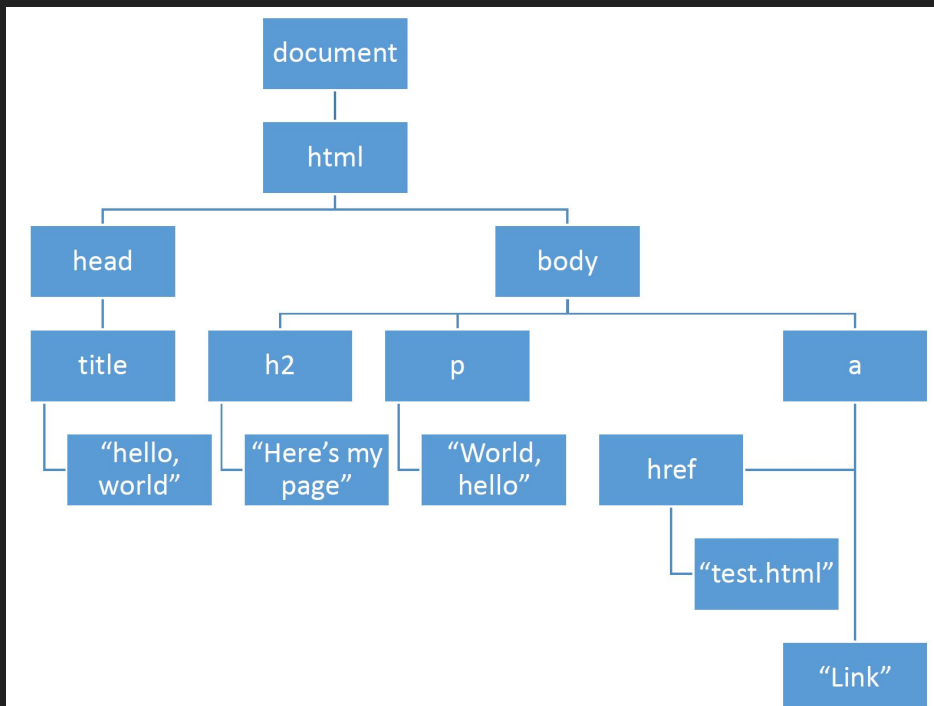 document
html
head
body
title
h2
p
a
“hello,
world”
“Here’s my
page”
“World,
hello”
href
“test.html”
“Link”